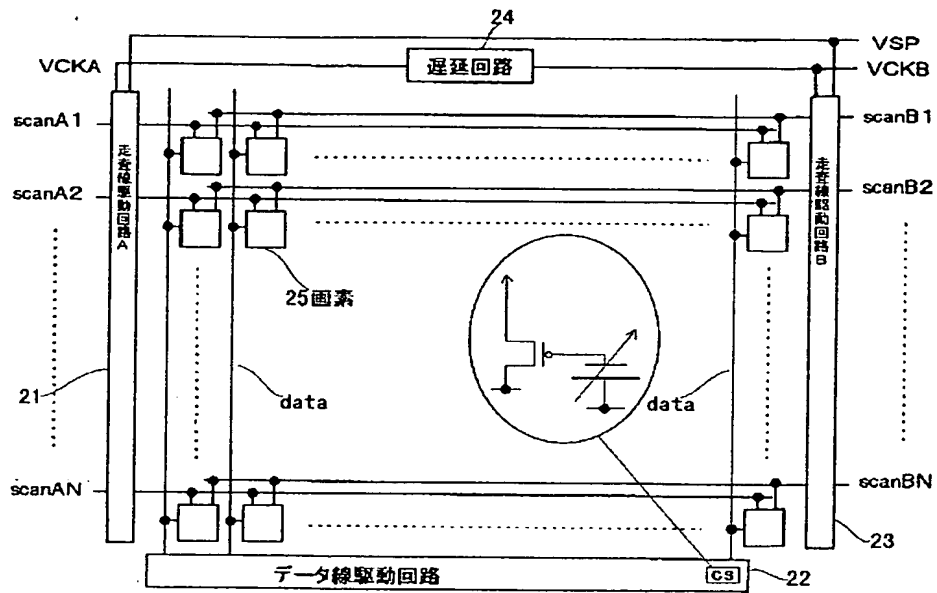 24
VSP
VCKA
遅延回路
VCKB
scanA1
scanB1
走査線駆動回路A
走査線駆動回路B
scanA2
scanB2
25画素
21
data
data
scanAN
scanBN
23
データ線駆動回路
CS
22